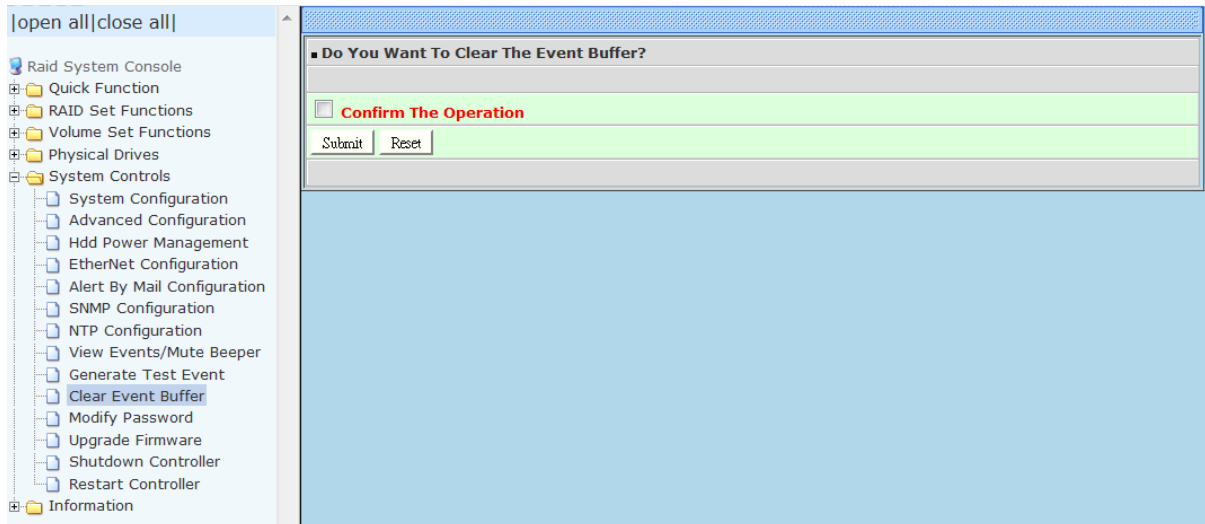 |open all|close all|
Raid System Console
Quick Function
RAID Set Functions
Volume Set Functions
Physical Drives
System Controls
System Configuration
Advanced Configuration
Hdd Power Management
EtherNet Configuration
Alert By Mail Configuration
SNMP Configuration
NTP Configuration
View Events/Mute Beeper
Generate Test Event
Clear Event Buffer
Modify Password
Upgrade Firmware
Shutdown Controller
Restart Controller
Information
Do You Want To Clear The Event Buffer?
Confirm The Operation
Submit Reset